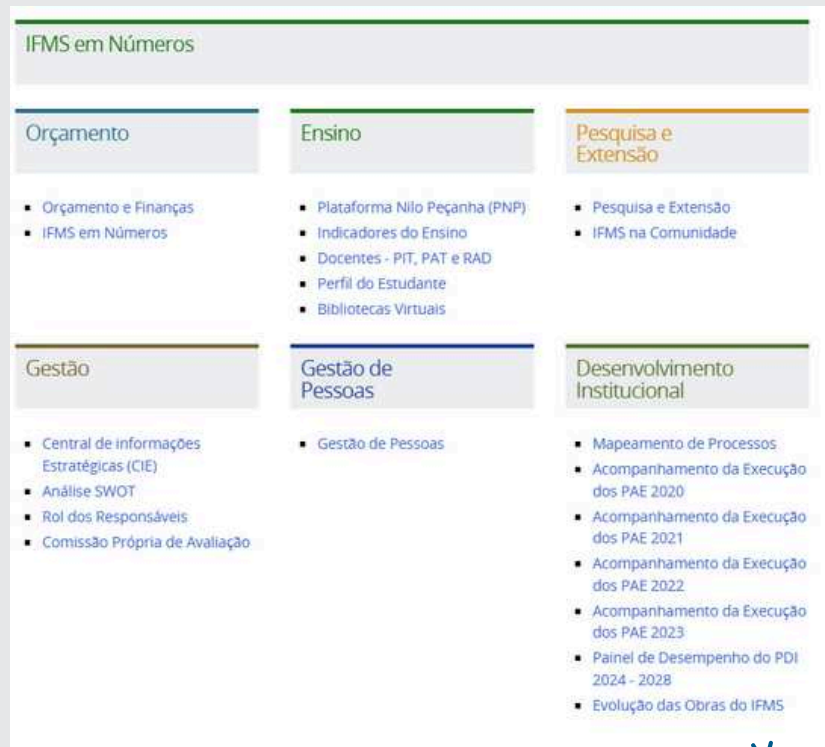 IFMS em Números
Orçamento
▪ Orçamento e Finanças
▪ IFMS em Números
Ensino
▪ Plataforma Nilo Peçanha (PNP)
▪ Indicadores do Ensino
▪ Docentes - PIT, PAT e RAD
▪ Perfil do Estudante
▪ Bibliotecas Virtuais
Pesquisa e
Extensão
▪ Pesquisa e Extensão
▪ IFMS na Comunidade
Gestão
▪ Central de informações
Estratégicas (CIE)
▪ Análise SWOT
▪ Rol dos Responsáveis
▪ Comissão Própria de Avaliação
Gestão de
Pessoas
▪ Gestão de Pessoas
Desenvolvimento
Institucional
▪ Mapeamento de Processos
▪ Acompanhamento da Execução
dos PAE 2020
▪ Acompanhamento da Execução
dos PAE 2021
▪ Acompanhamento da Execução
dos PAE 2022
▪ Acompanhamento da Execução
dos PAE 2023
▪ Painel de Desempenho do PDI
2024 - 2028
▪ Evolução das Obras do IFMS